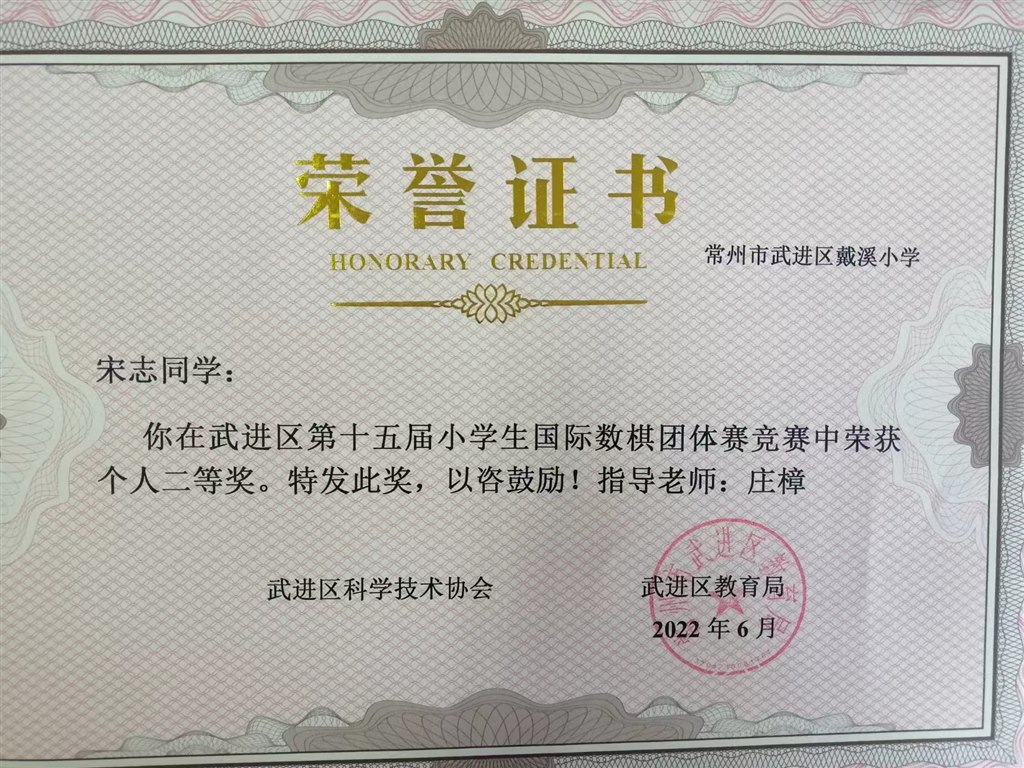 荣誉证书
HONORARY CREDENTIAL
常州市武进区戴溪小学
宋志同学：
你在武进区第十五届小学生国际数棋团体赛竞赛中荣获
个人二等奖。特发此奖，以咨鼓励！指导老师：庄樟
武进区科学技术协会
武进区教育局
2022 年 6 月